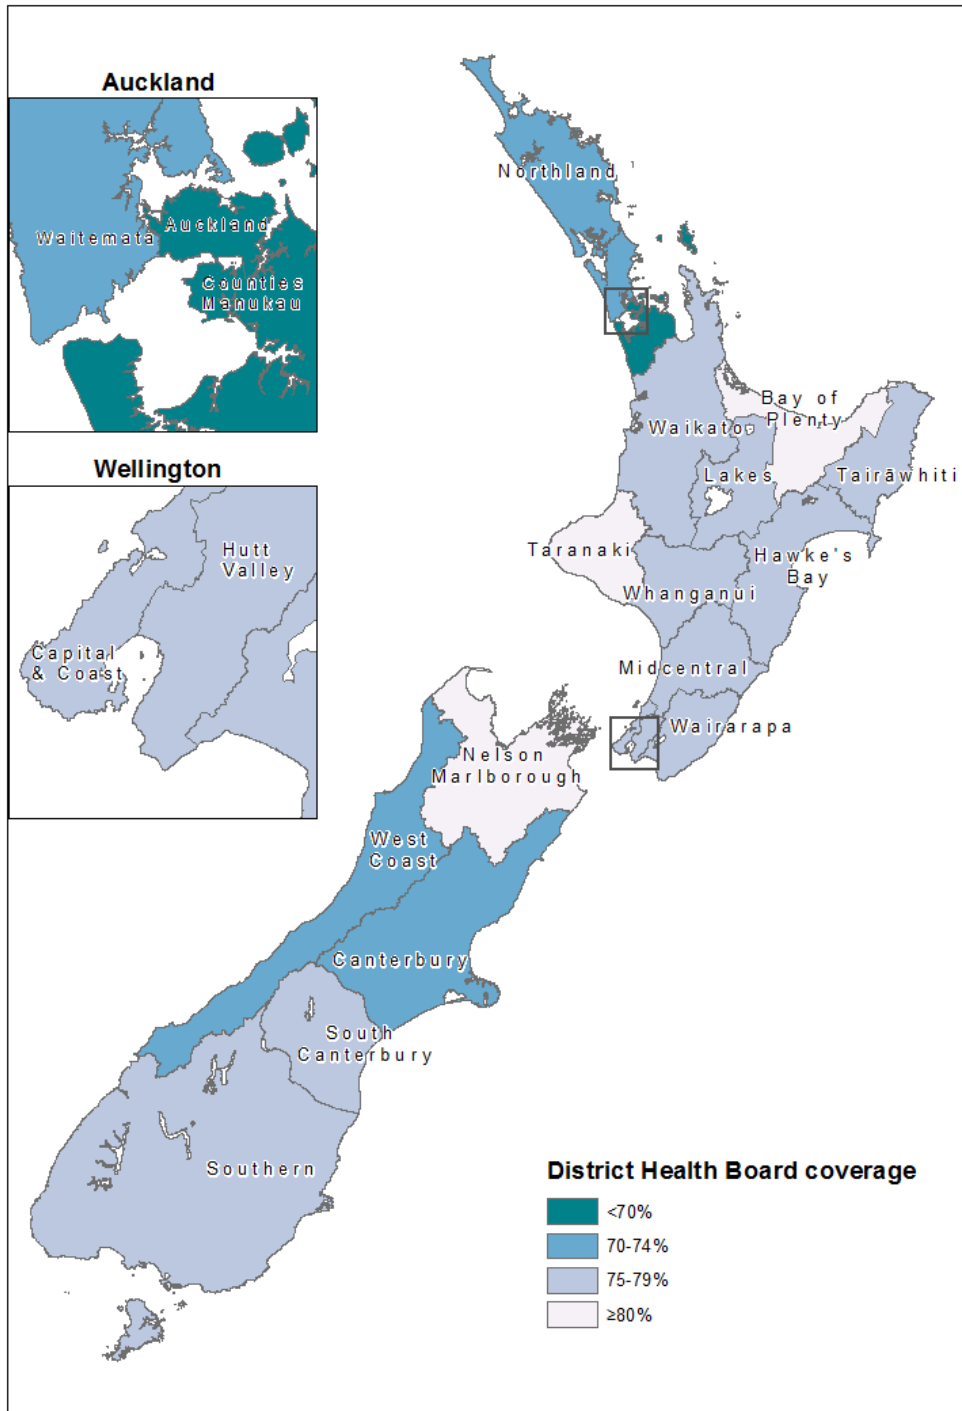 Auckland
Waitemata
Auckland
Counties
Manukau
Wellington
Hutt
Valley
Capital
& Coast
Northland
Bay of
Plenty
Waikato
Lakes
Tairāwhiti
Taranaki
Hawke's
Bay
Whanganui
Midcentral
Wairarapa
Nelson
Marlborough
West
Coast
Canterbury
South
Canterbury
Southern
District Health Board coverage
<70%
70-74%
75-79%
≥80%